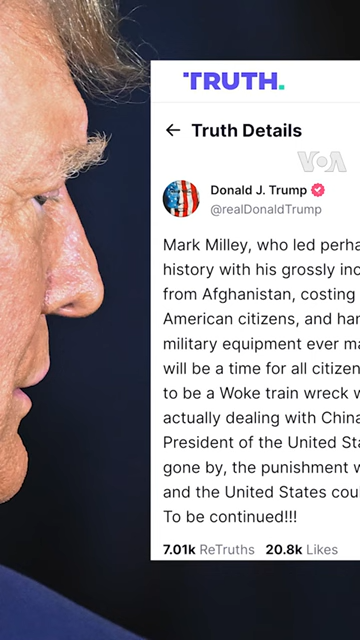 TRUTH.
← Truth Details
VOA
Donald J. Trump
@realDonaldTrump
Mark Milley, who led perha
history with his grossly inc
from Afghanistan, costing
American citizens, and han
military equipment ever ma
will be a time for all citizen
to be a Woke train wreck w
actually dealing with China
President of the United Sta
gone by, the punishment w
and the United States cou
To be continued!!!
7.01k ReTruths 20.8k Likes